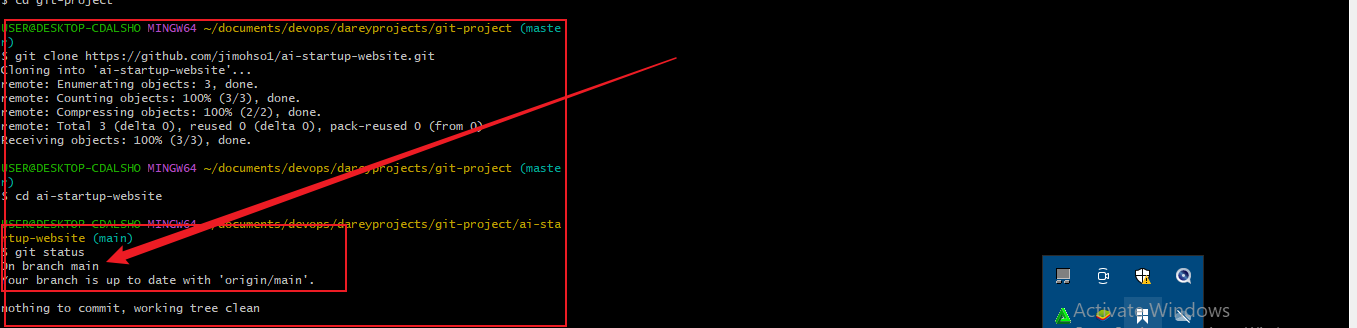 $ cd git-project
USER@DESKTOP-CDALSHO MINGW64 ~/documents/devops/dareyprojects/git-project (maste
r)
$ git clone https://github.com/jimohso1/ai-startup-website.git
Cloning into 'ai-startup-website'...
remote: Enumerating objects: 3, done.
remote: Counting objects: 100% (3/3), done.
remote: Compressing objects: 100% (2/2), done.
remote: Total 3 (delta 0), reused 0 (delta 0), pack-reused 0 (from 0)
Receiving objects: 100% (3/3), done.
USER@DESKTOP-CDALSHO MINGW64 ~/documents/devops/dareyprojects/git-project (maste
r)
$ cd ai-startup-website
USER@DESKTOP-CDALSHO MINGW64 ~/documents/devops/dareyprojects/git-project/ai-sta
rtup-website (main)
$ git status
On branch main
Your branch is up to date with 'origin/main'.
nothing to commit, working tree clean
Activate Windows